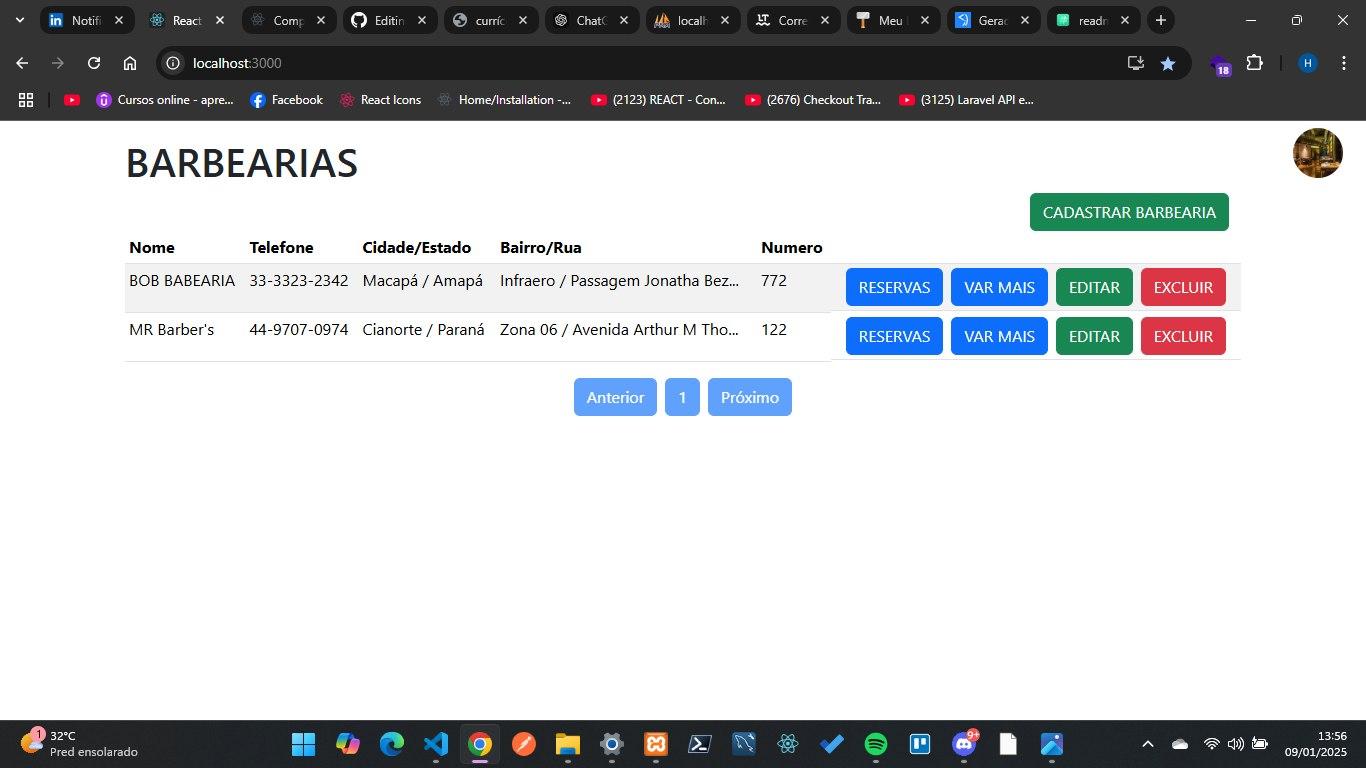 Notifi
React
Comp
Editin
curríc
ChatG
localh
Corre
Meu
Gerac
readn
localhost:3000
18
H
Cursos online - apre...
Facebook
React Icons
Home/Installation -...
(2123) REACT - Con...
(2676) Checkout Tra...
(3125) Laravel API e...
BARBEARIAS
CADASTRAR BARBEARIA
Nome Telefone Cidade/Estado Bairro/Rua Numero
BOB BABEARIA 33-3323-2342 Macapá / Amapá Infraero / Passagem Jonatha Bez... 772 RESERVAS VAR MAIS EDITAR EXCLUIR
MR Barber's 44-9707-0974 Cianorte / Paraná Zona 06 / Avenida Arthur M Tho... 122 RESERVAS VAR MAIS EDITAR EXCLUIR
Anterior 1 Próximo
1
32°C
Pred ensolarado
9+
13:56
09/01/2025